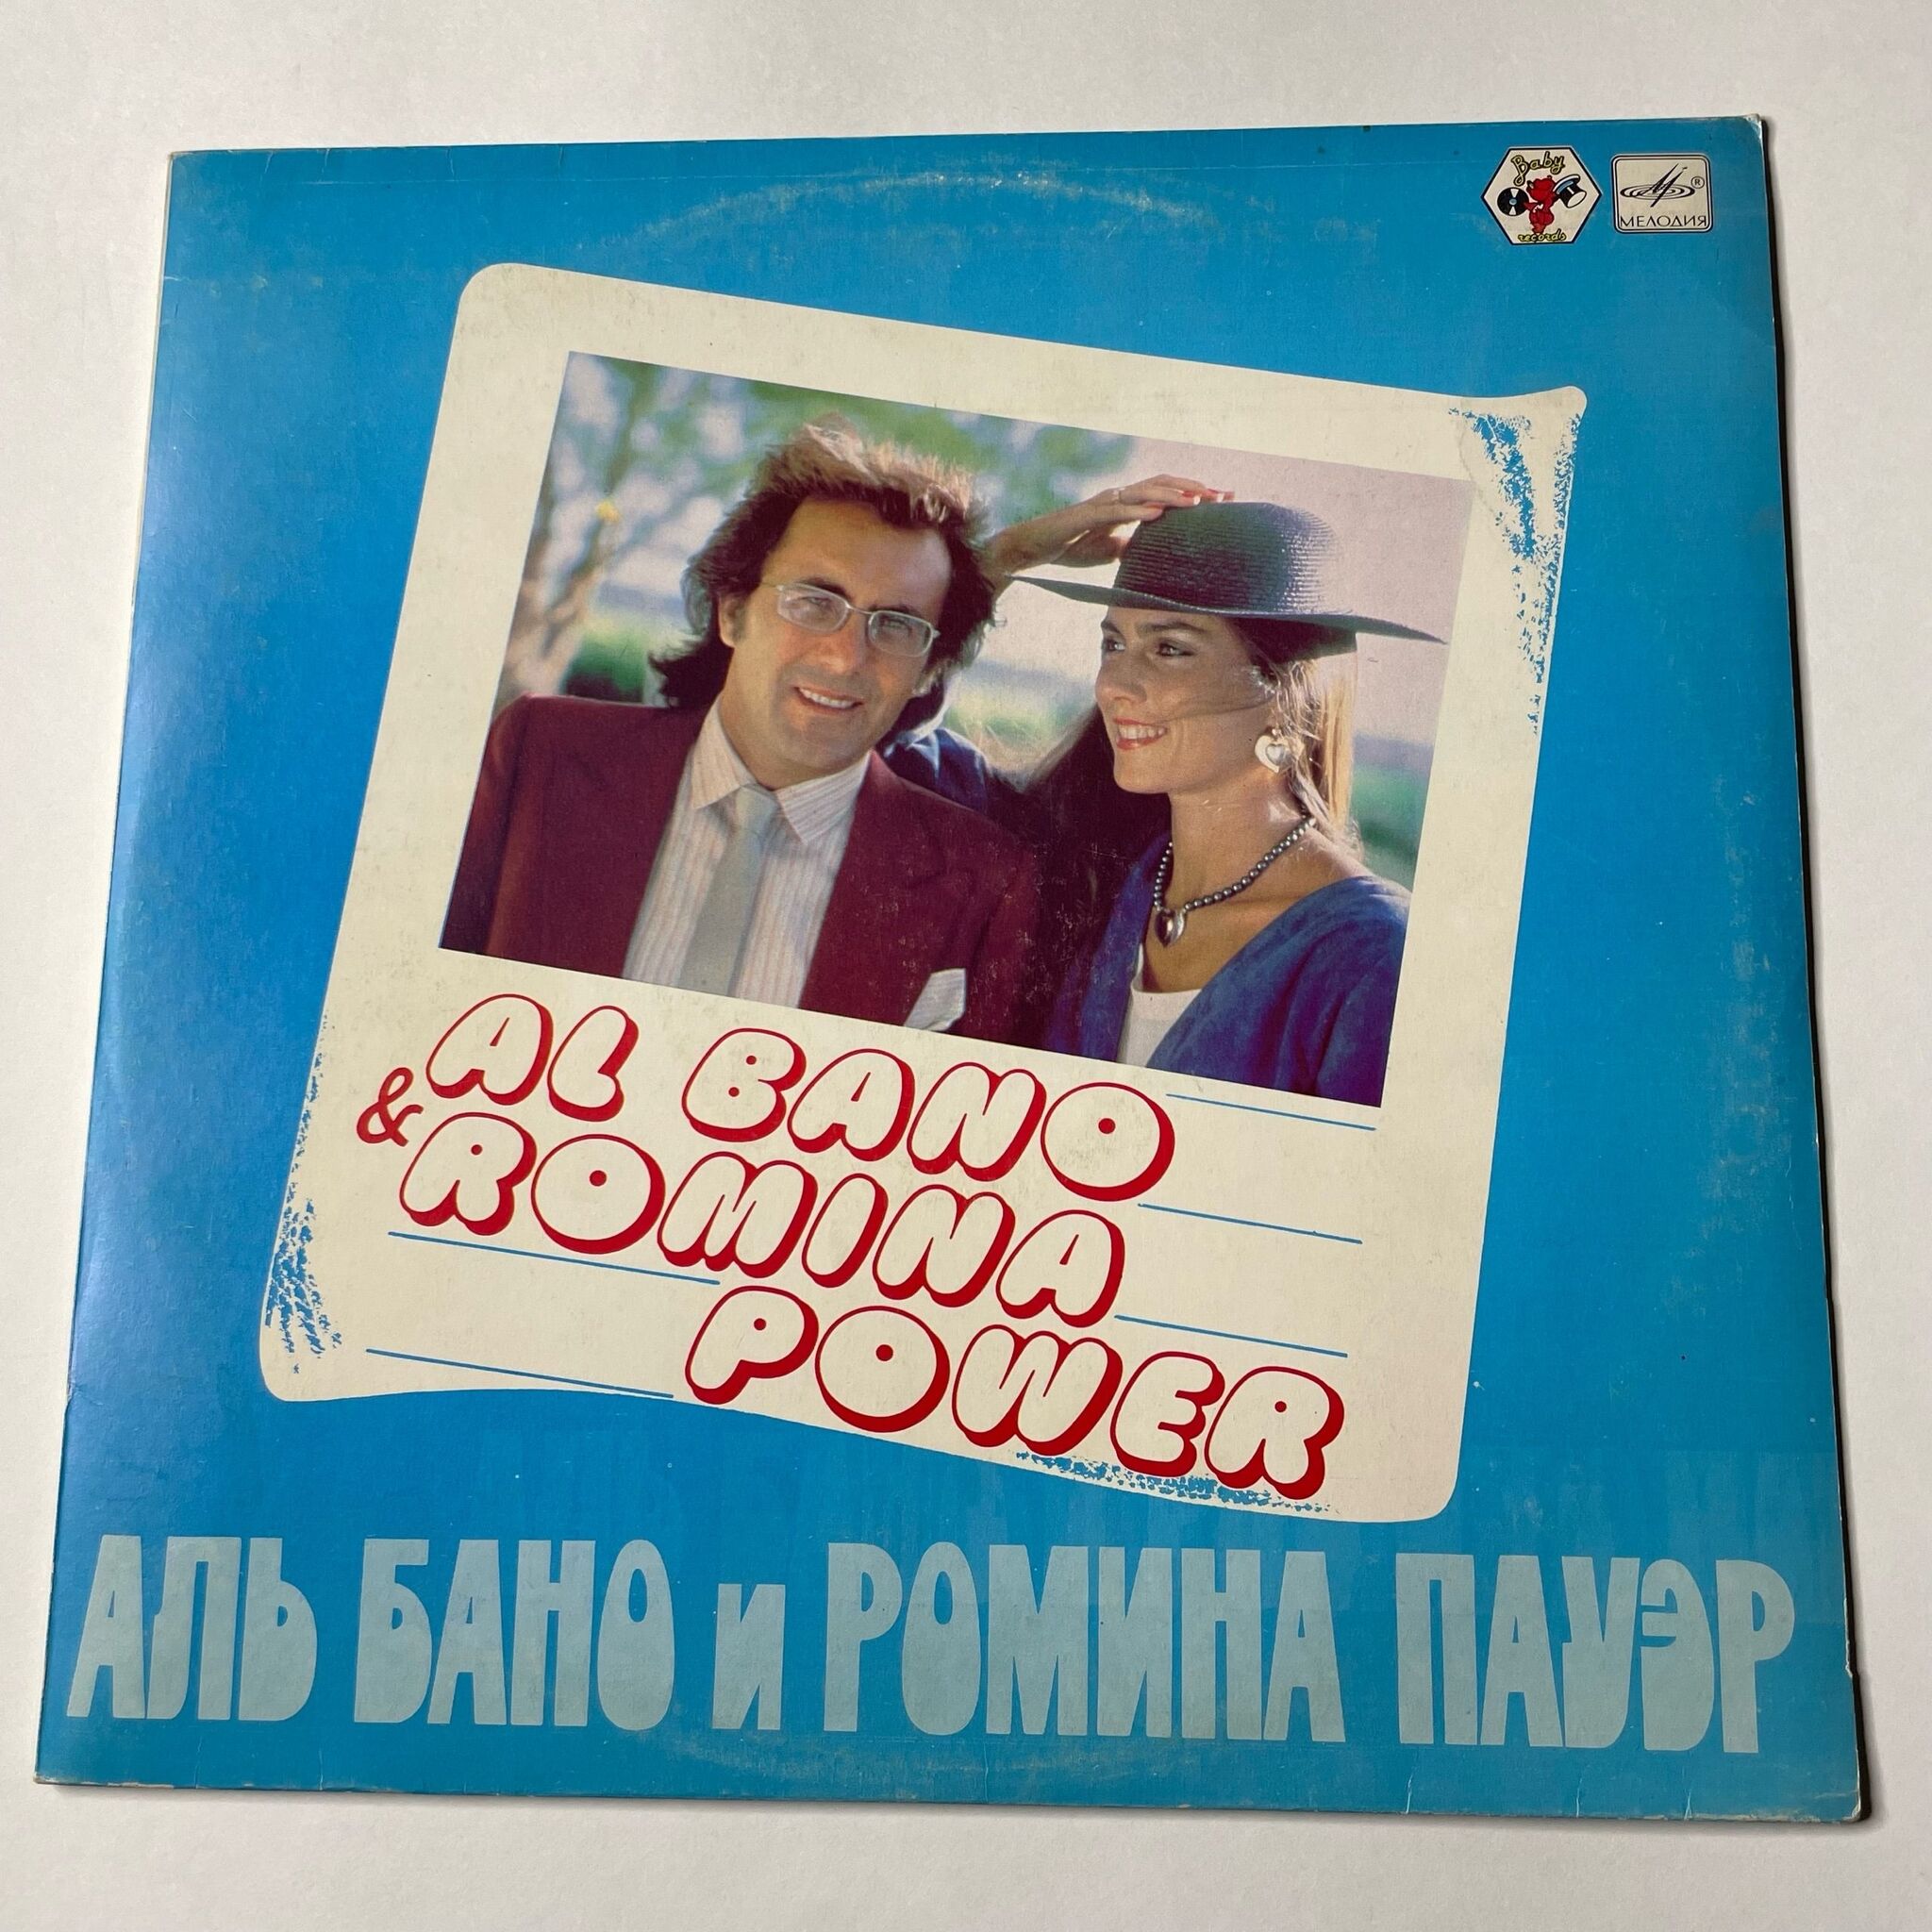 Baby
records
МЕЛОДИЯ
®
AL BANO
& ROMINA
POWER
АЛЬ БАНО и РОМИНА ПАУЭР